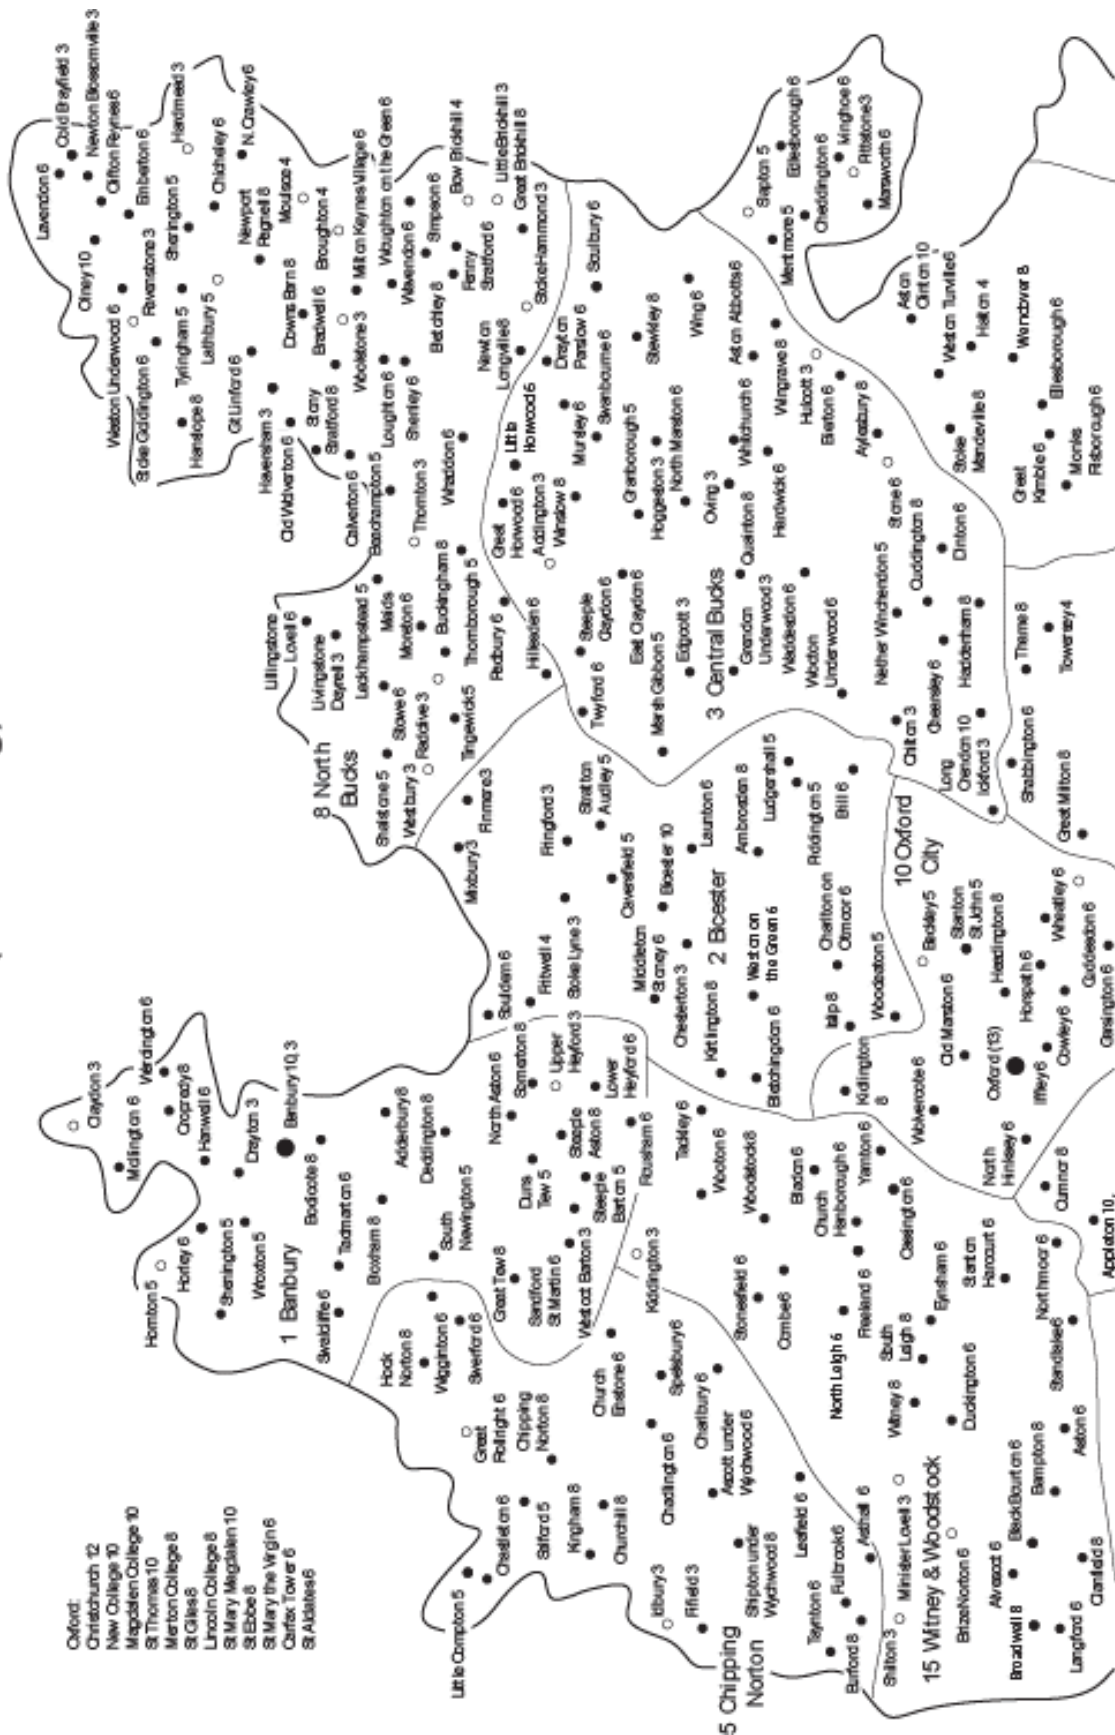 Oxford:
Christchurch 12
New College 10
Magdalen College 10
St Thomas 10
Merton College 8
St Giles 8
Lincoln College 8
St Mary Magdalen 10
St Ebbe 8
St Mary the Virgin 6
Carfax Tower 6
St Aldates 6
Claydon 3
Mollington 6
Cropredy 8
Hanwell 6
Drayton 3
Banbury 10,3
Hornton 5
Horley 6
Shenington 5
Wroxton 5
1 Banbury
Bodicote 8
Tadmarton 6
Swalcliffe 6
Bloxham 8
Adderbury 8
Deddington 8
South
Newington 5
Hook
Norton 8
Wigginton 6
Swerford 6
Great Tew 8
Sandford
St Martin 6
Westcot Barton 3
Steeple
Barton 5
Duns
Tew 5
North Aston 6
Somerton 8
Upper
Heyford 3
Steeple
Aston 8
Lower
Heyford 6
Rousham 6
Kiddington 3
Little Compton 5
Chastleton 6
Great
Rollright 6
Salford 5
Chipping
Norton 8
Kingham 8
Churchill 8
Church
Enstone 6
Spelsbury 6
Chadlington 6
Charlbury 6
Ascott under
Wychwood 6
Idbury 3
Fifield 3
Shipton under
Wychwood 8
5 Chipping
Norton
Leafield 6
Taynton 6
Fulbrook 6
Burford 8
Asthall 6
Shilton 3
Minister Lovell 3
15 Witney & Woodstock
Brize Norton 6
Alvescot 6
Broadwell 8
Black Bourton 6
Bampton 8
Langford 6
Clanfield 8
Aston 6
Standlake 6
Northmoor 6
Ducklington 6
Witney 8
South
Leigh 8
North Leigh 6
Freeland 6
Eynsham 6
Stanton
Harcourt 6
Cassington 6
Church
Hanborough 6
Combe 6
Stonesfield 6
Bladon 6
Woodstock 8
Wooton 6
Tackley 6
Yarnton 6
Appleton 10,
Cumnor 8
North
Hinksey 6
Wolvercote 6
Kidlington
8
Oxford (13)
Iffley 6
Cowley 6
Old Marston 6
Horspath 6
Headington 8
Stanton
St John 5
Beckley 5
10 Oxford
City
Wheatley 6
Cuddesdon 6
Garsington 6
Great Milton 8
Souldern 6
Fritwell 4
Stoke Lyne 3
Mixbury 3
Finmere 3
Fringford 3
Stratton
Audley 5
Caversfield 5
Bicester 10
Launton 6
Middleton
Stoney 6
Chesterton 3
2 Bicester
Kirtlington 8
Weston on
the Green 6
Bletchingdon 6
Ambrosden 8
Ludgershall 5
Piddington 5
Brill 6
Charlton on
Otmoor 6
Islip 8
Woodeaton 5
8 North
Bucks
Lillingstone
Lovell 6
Livingstone
Dayrell 3
Leckhampstead 5
Maids
Moreton 6
Stowe 6
Shalstone 5
Westbury 3
Radclive 3
Tingewick 5
Buckingham 8
Thornborough 5
Padbury 6
Hillesden 6
Thornton 3
Beachampton 5
Calverton 6
Whaddon 6
Lavendon 6
Cold Brayfield 3
Newton Blossomville 3
Clifton Reynes 6
Olney 10
Emberton 6
Weston Underwood 6
Ravenstone 3
Stoke Goldington 6
Hardmead 3
Sherington 5
Chicheley 6
N. Crawley 6
Tyringham 5
Lathbury 5
Hanslope 8
Gt Linford 6
Newport
Pagnell 8
Moulsoe 4
Haversham 3
Old Wolverton 6
Stony
Stratford 8
Downs Barn 8
Bradwell 6
Broughton 4
Milton Keynes Village 6
Woolstone 3
Woughton on the Green 6
Loughton 6
Shenley 6
Wavendon 6
Simpson 6
Bletchley 8
Fenny
Stratford 6
Bow Brickhill 4
Little Brickhill 3
Great Brickhill 8
Stoke Hammond 3
Newton
Longville 6
Little
Horwood 6
Great
Horwood 6
Addington 3
Winslow 8
Mursley 6
Drayton
Parslow 6
Swanbourne 6
Soulbury 6
Stewkley 8
Wing 6
Granborough 5
Hoggeston 3
North Marston 6
Steeple
Claydon 6
East Claydon 6
Twyford 6
Marsh Gibbon 5
Edgcott 3
3 Central Bucks
Grendon
Underwood 3
Oving 3
Quainton 8
Whitchurch 6
Hardwick 6
Aston Abbotts 6
Wingrave 8
Hulcott 3
Bierton 6
Aylesbury 8
Waddesdon 6
Wooton
Underwood 6
Stone 6
Cuddington 8
Dinton 6
Nether Winchendon 5
Chearsley 6
Haddenham 8
Chilton 3
Long
Crendon 10
Ickford 3
Shabbington 6
Thame 8
Towersey 4
Slapton 5
Edlesborough 6
Mentmore 5
Cheddington 6
Ivinghoe 6
Pitstone 3
Marsworth 6
Aston
Clinton 10
Weston Turville 6
Halton 4
Wendover 8
Stoke
Mandeville 8
Ellesborough 6
Great
Kimble 6
Monks
Risborough 6